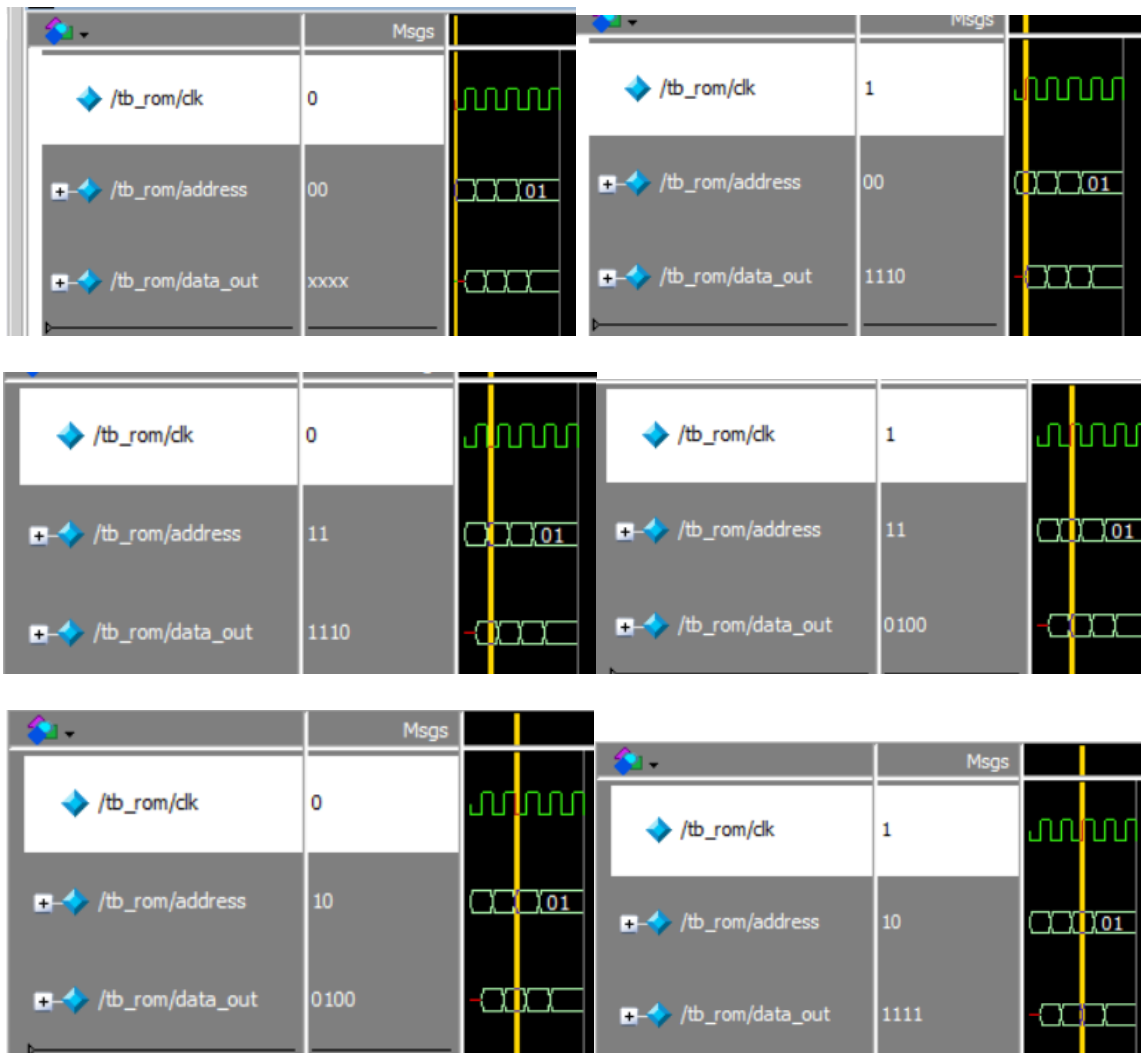 Msgs
/tb_rom/clk 0
/tb_rom/address 00 01
/tb_rom/data_out xxxx
Msgs
/tb_rom/clk 1
/tb_rom/address 00 01
/tb_rom/data_out 1110
/tb_rom/clk 0
/tb_rom/address 11 01
/tb_rom/data_out 1110
/tb_rom/clk 1
/tb_rom/address 11 01
/tb_rom/data_out 0100
Msgs
/tb_rom/clk 0
/tb_rom/address 10 01
/tb_rom/data_out 0100
Msgs
/tb_rom/clk 1
/tb_rom/address 10 01
/tb_rom/data_out 1111